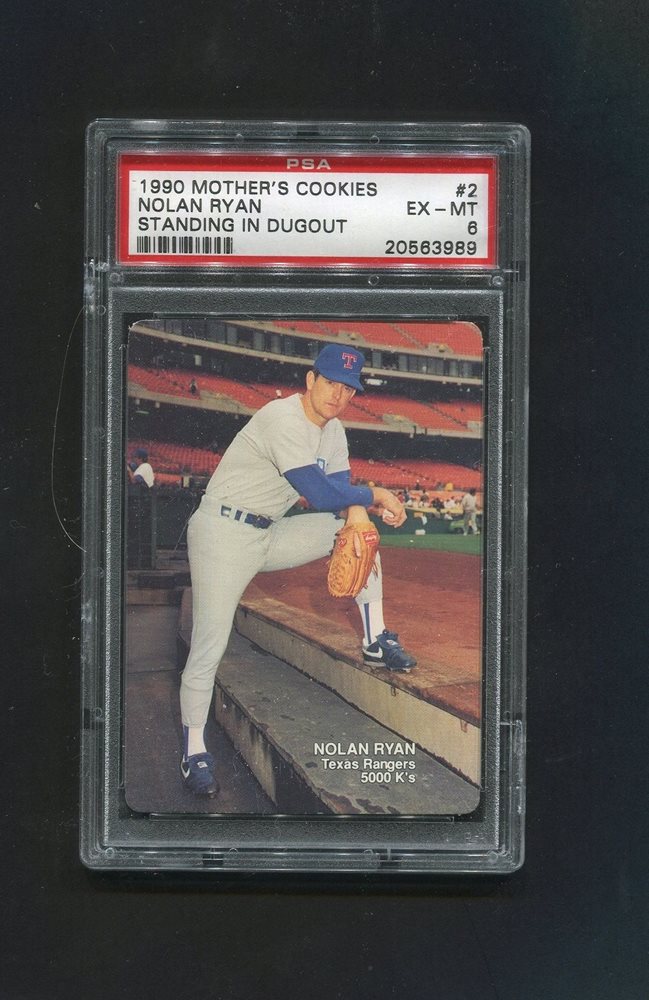 PSA
1990 MOTHER'S COOKIES #2
NOLAN RYAN EX - MT
STANDING IN DUGOUT 6
20563989
T
NOLAN RYAN
Texas Rangers
5000 K's